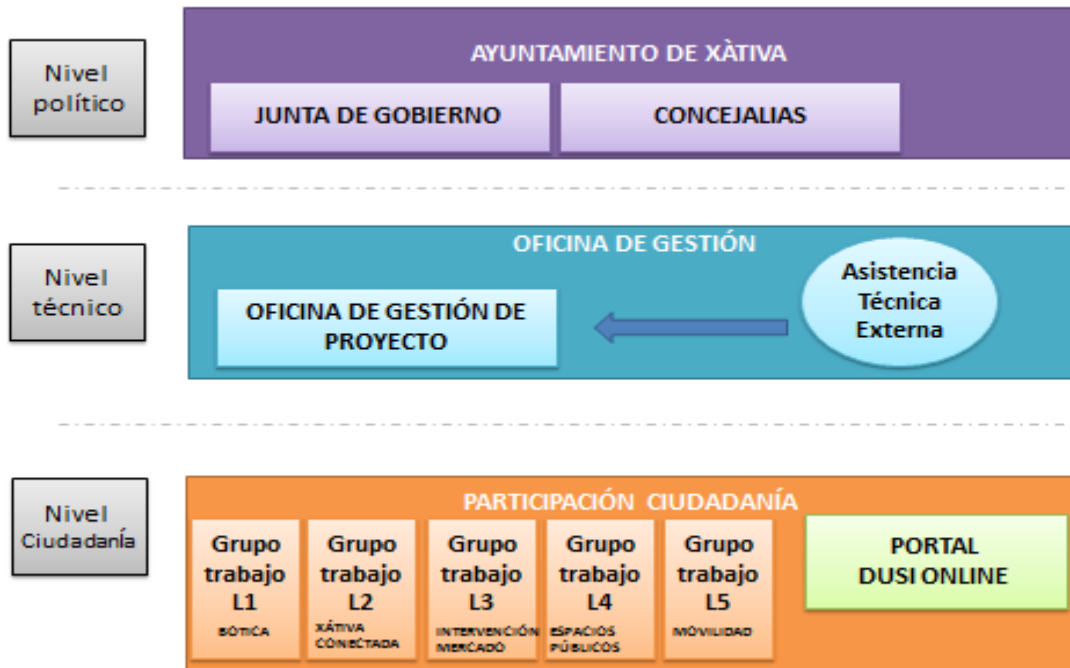 Nivel
político
AYUNTAMIENTO DE XÀTIVA
JUNTA DE GOBIERNO
CONCEJALIAS
Nivel
técnico
OFICINA DE GESTIÓN
OFICINA DE GESTIÓN DE
PROYECTO
Asistencia
Técnica
Externa
Nivel
Ciudadanía
PARTICIPACIÓN CIUDADANÍA
Grupo
trabajo
L1
BOTICA
Grupo
trabajo
L2
XÁTIVA
CONECTADA
Grupo
trabajo
L3
INTERVENCIÓN
MERCADO
Grupo
trabajo
L4
ESPACIOS
PÚBLICOS
Grupo
trabajo
L5
MOVILIDAD
PORTAL
DUSI ONLINE